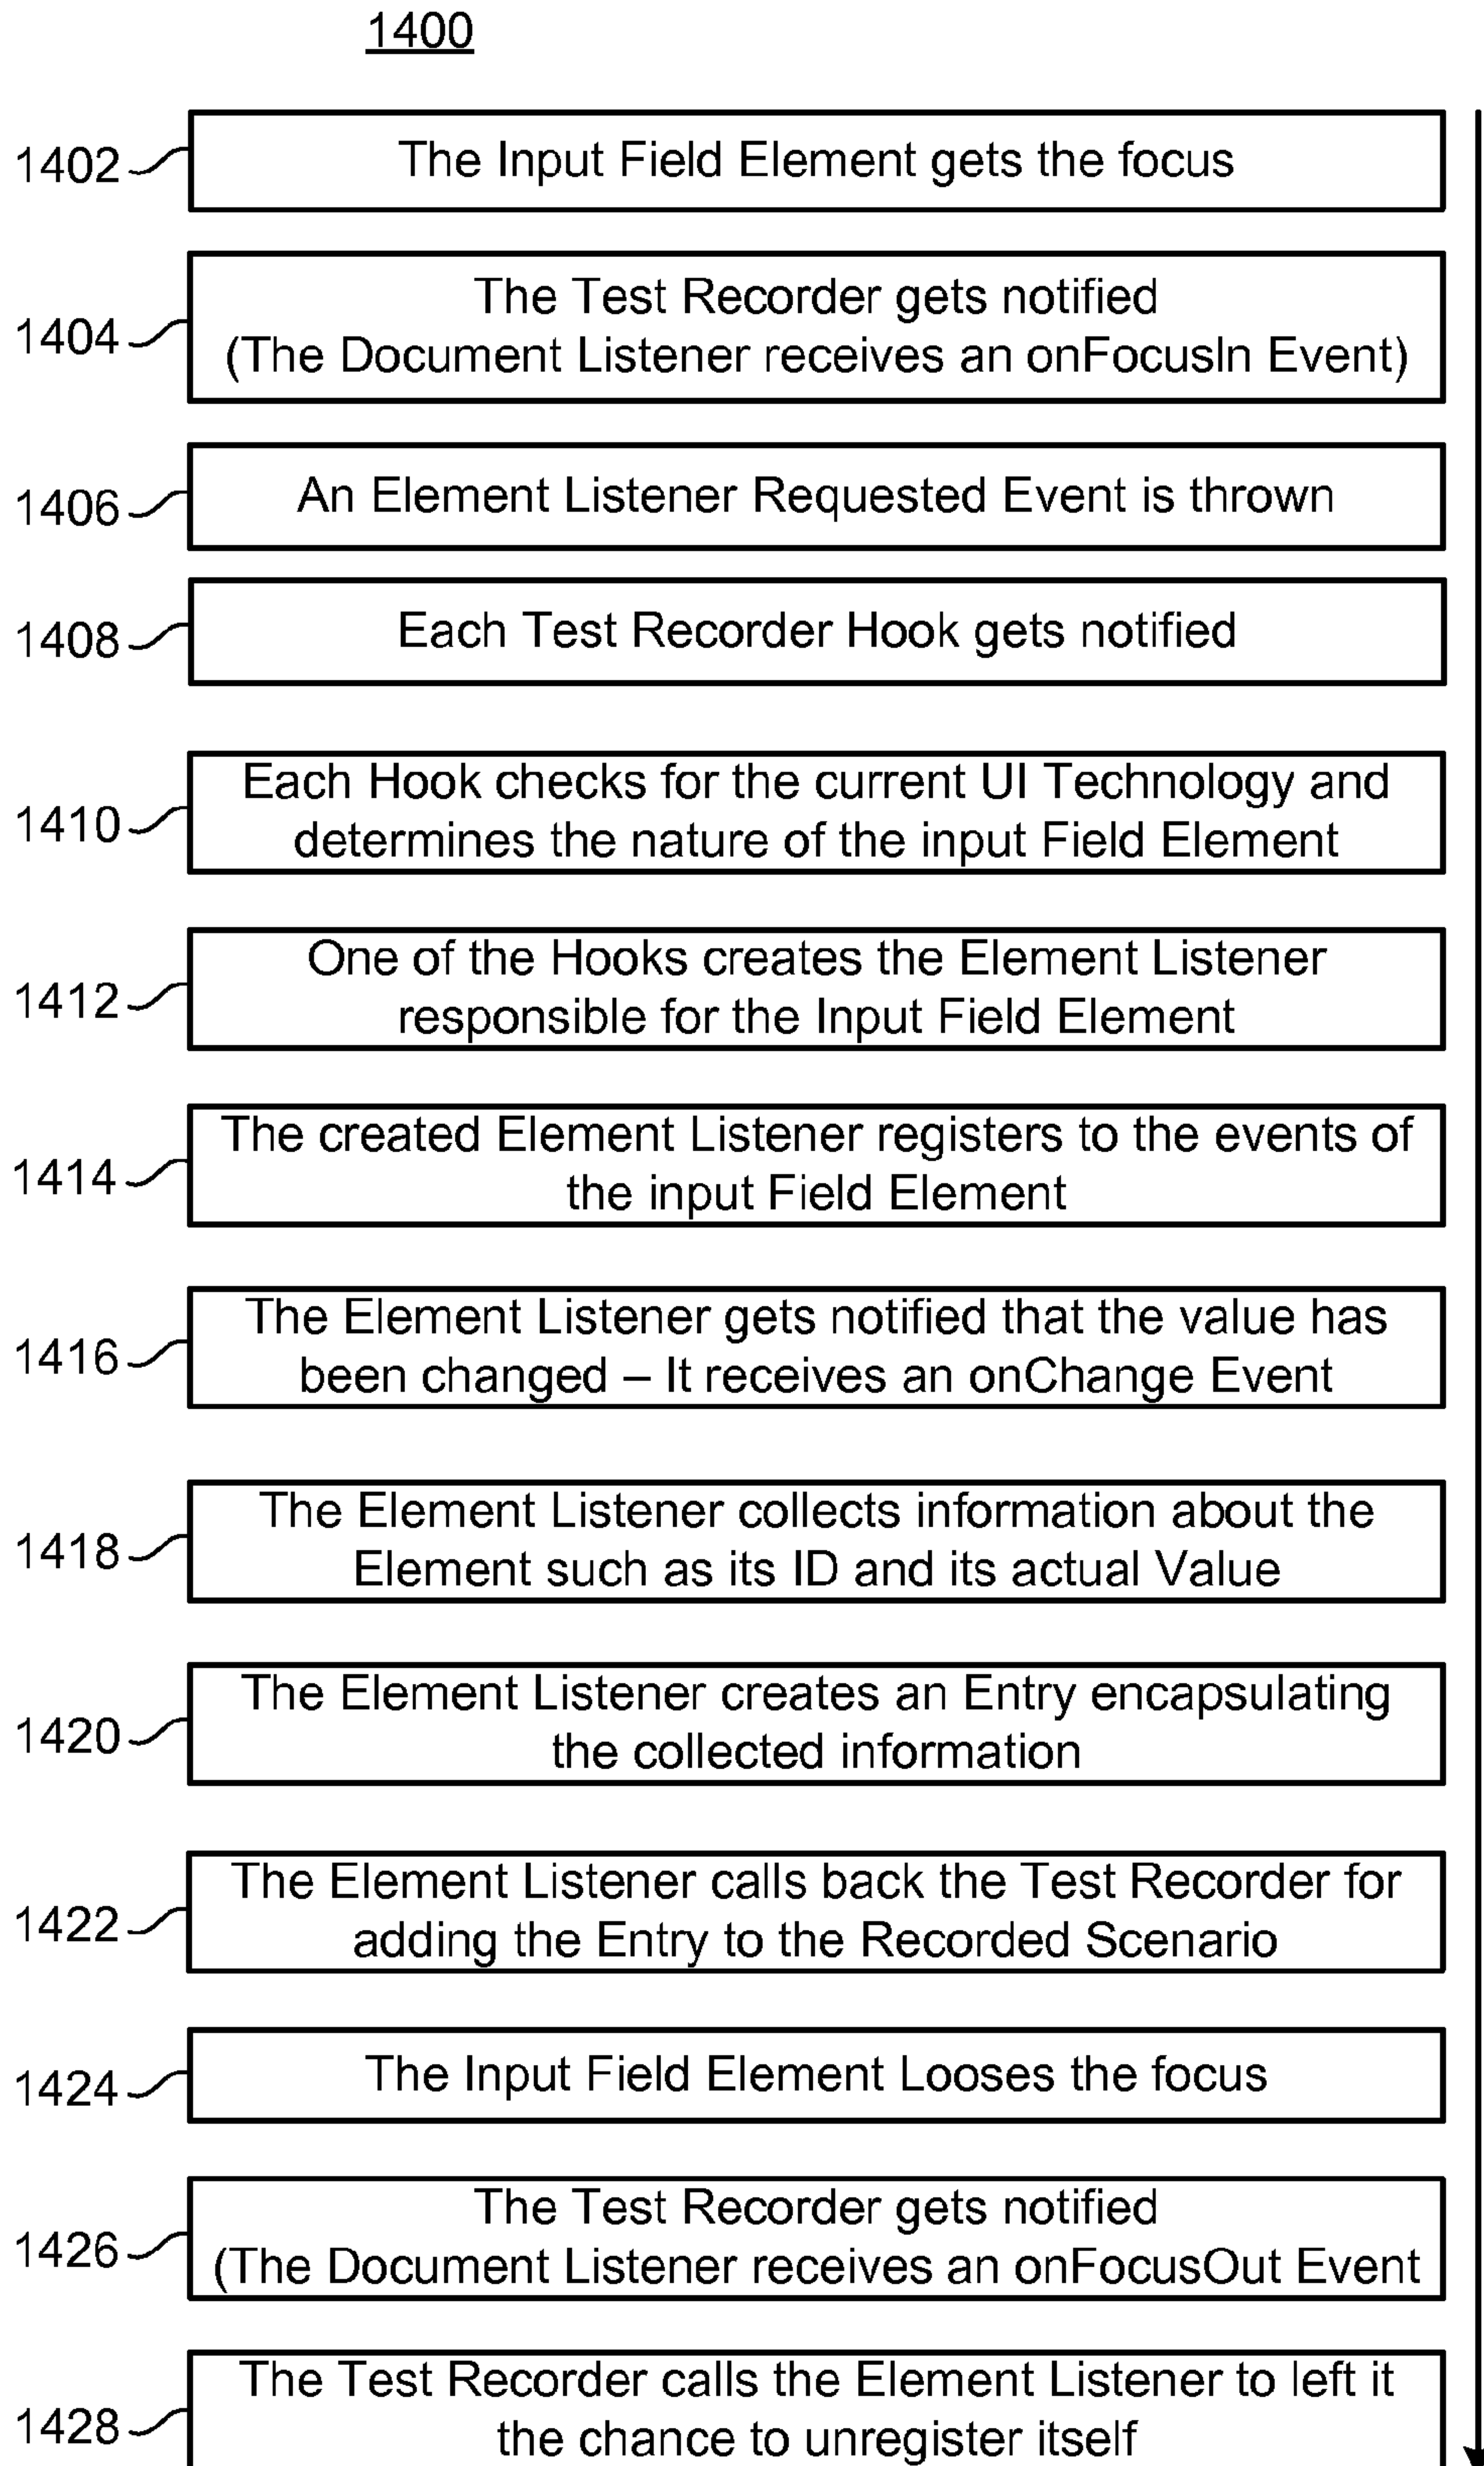 1400
1402
The Input Field Element gets the focus
1404
The Test Recorder gets notified
(The Document Listener receives an onFocusIn Event)
1406
An Element Listener Requested Event is thrown
1408
Each Test Recorder Hook gets notified
1410
Each Hook checks for the current UI Technology and
determines the nature of the input Field Element
1412
One of the Hooks creates the Element Listener
responsible for the Input Field Element
1414
The created Element Listener registers to the events of
the input Field Element
1416
The Element Listener gets notified that the value has
been changed – It receives an onChange Event
1418
The Element Listener collects information about the
Element such as its ID and its actual Value
1420
The Element Listener creates an Entry encapsulating
the collected information
1422
The Element Listener calls back the Test Recorder for
adding the Entry to the Recorded Scenario
1424
The Input Field Element Looses the focus
1426
The Test Recorder gets notified
(The Document Listener receives an onFocusOut Event
1428
The Test Recorder calls the Element Listener to left it
the chance to unregister itself